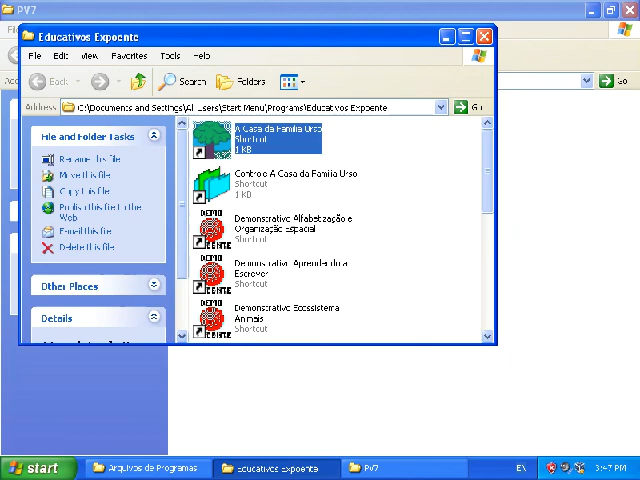 PV7
Educativos Expoente
File Edit View Favorites Tools Help
Back Search Folders
Address C:\Documents and Settings\All Users\Start Menu\Programs\Educativos Expoente Go
Go
File and Folder Tasks
Rename this file
Move this file
Copy this file
Publish this file to the
Web
E-mail this file
Delete this file
Other Places
Details
A Casa da Família Urso
Shortcut
1 KB
Controle A Casa da Família Urso
Shortcut
1 KB
DEMO
Demonstrativo Alfabetização e
Organização Espacial
Shortcut
DEMO
Demonstrativo Aprendendo a
Escrever
Shortcut
DEMO
Demonstrativo Ecossistema
Animais
Shortcut
start Arquivos de Programas Educativos Expoente PV7 EN 3:47 PM